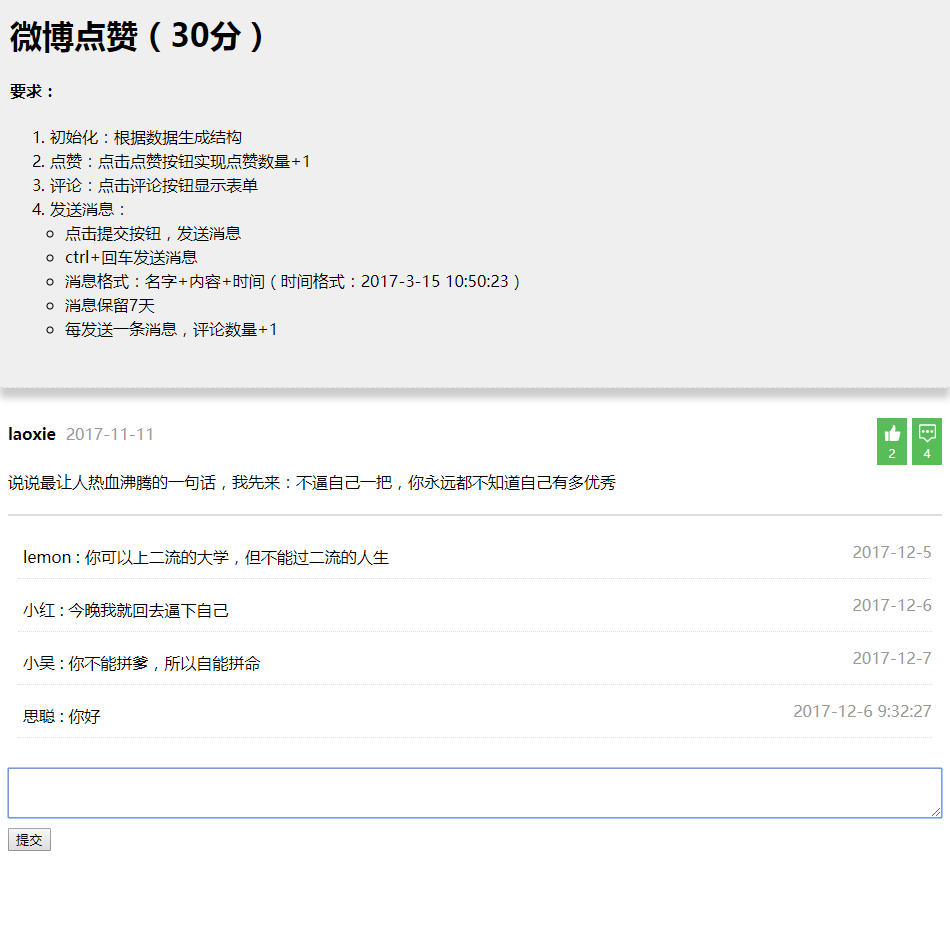 微博点赞（30分）
要求：
1. 初始化：根据数据生成结构
2. 点赞：点击点赞按钮实现点赞数量+1
3. 评论：点击评论按钮显示表单
4. 发送消息：
点击提交按钮，发送消息
ctrl+回车发送消息
消息格式：名字+内容+时间（时间格式：2017-3-15 10:50:23）
消息保留7天
每发送一条消息，评论数量+1
laoxie 2017-11-11
2 4
说说最让人热血沸腾的一句话，我先来：不逼自己一把，你永远都不知道自己有多优秀
lemon : 你可以上二流的大学，但不能过二流的人生 2017-12-5
小红 : 今晚我就回去逼下自己 2017-12-6
小吴 : 你不能拼爹，所以自能拼命 2017-12-7
思聪 : 你好 2017-12-6 9:32:27
提交